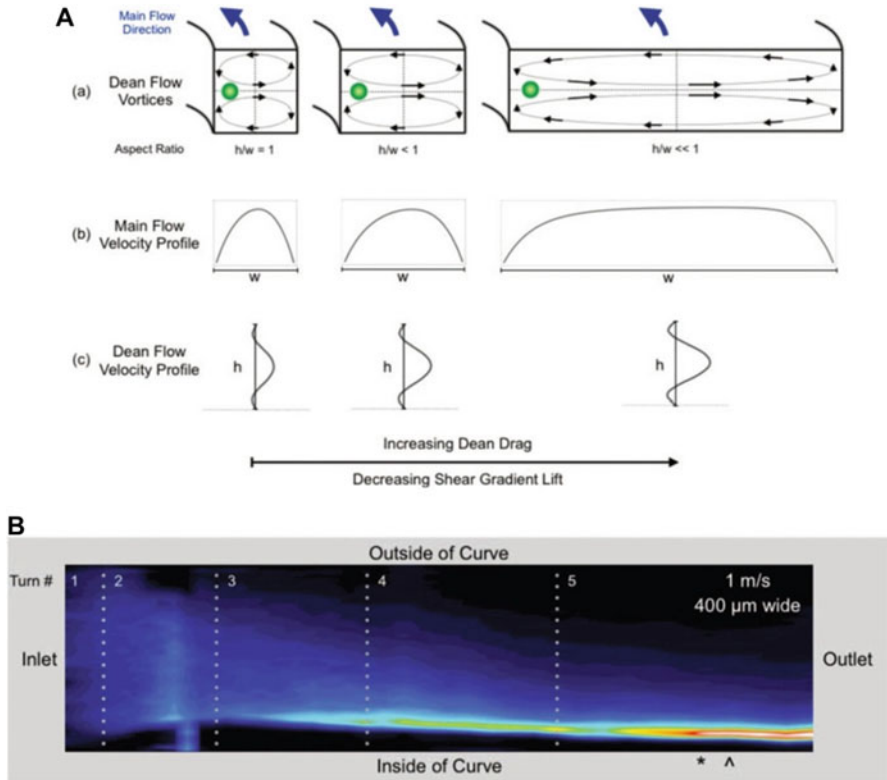 A
Main Flow
Direction
(a)
Dean Flow
Vortices
Aspect Ratio
h/w = 1
h/w < 1
h/w << 1
(b)
Main Flow
Velocity Profile
w
w
w
(c)
Dean Flow
Velocity Profile
h
h
h
Increasing Dean Drag
Decreasing Shear Gradient Lift
B
Outside of Curve
Turn #
1
2
3
4
5
1 m/s
400 µm wide
Inlet
Outlet
Inside of Curve
* ^